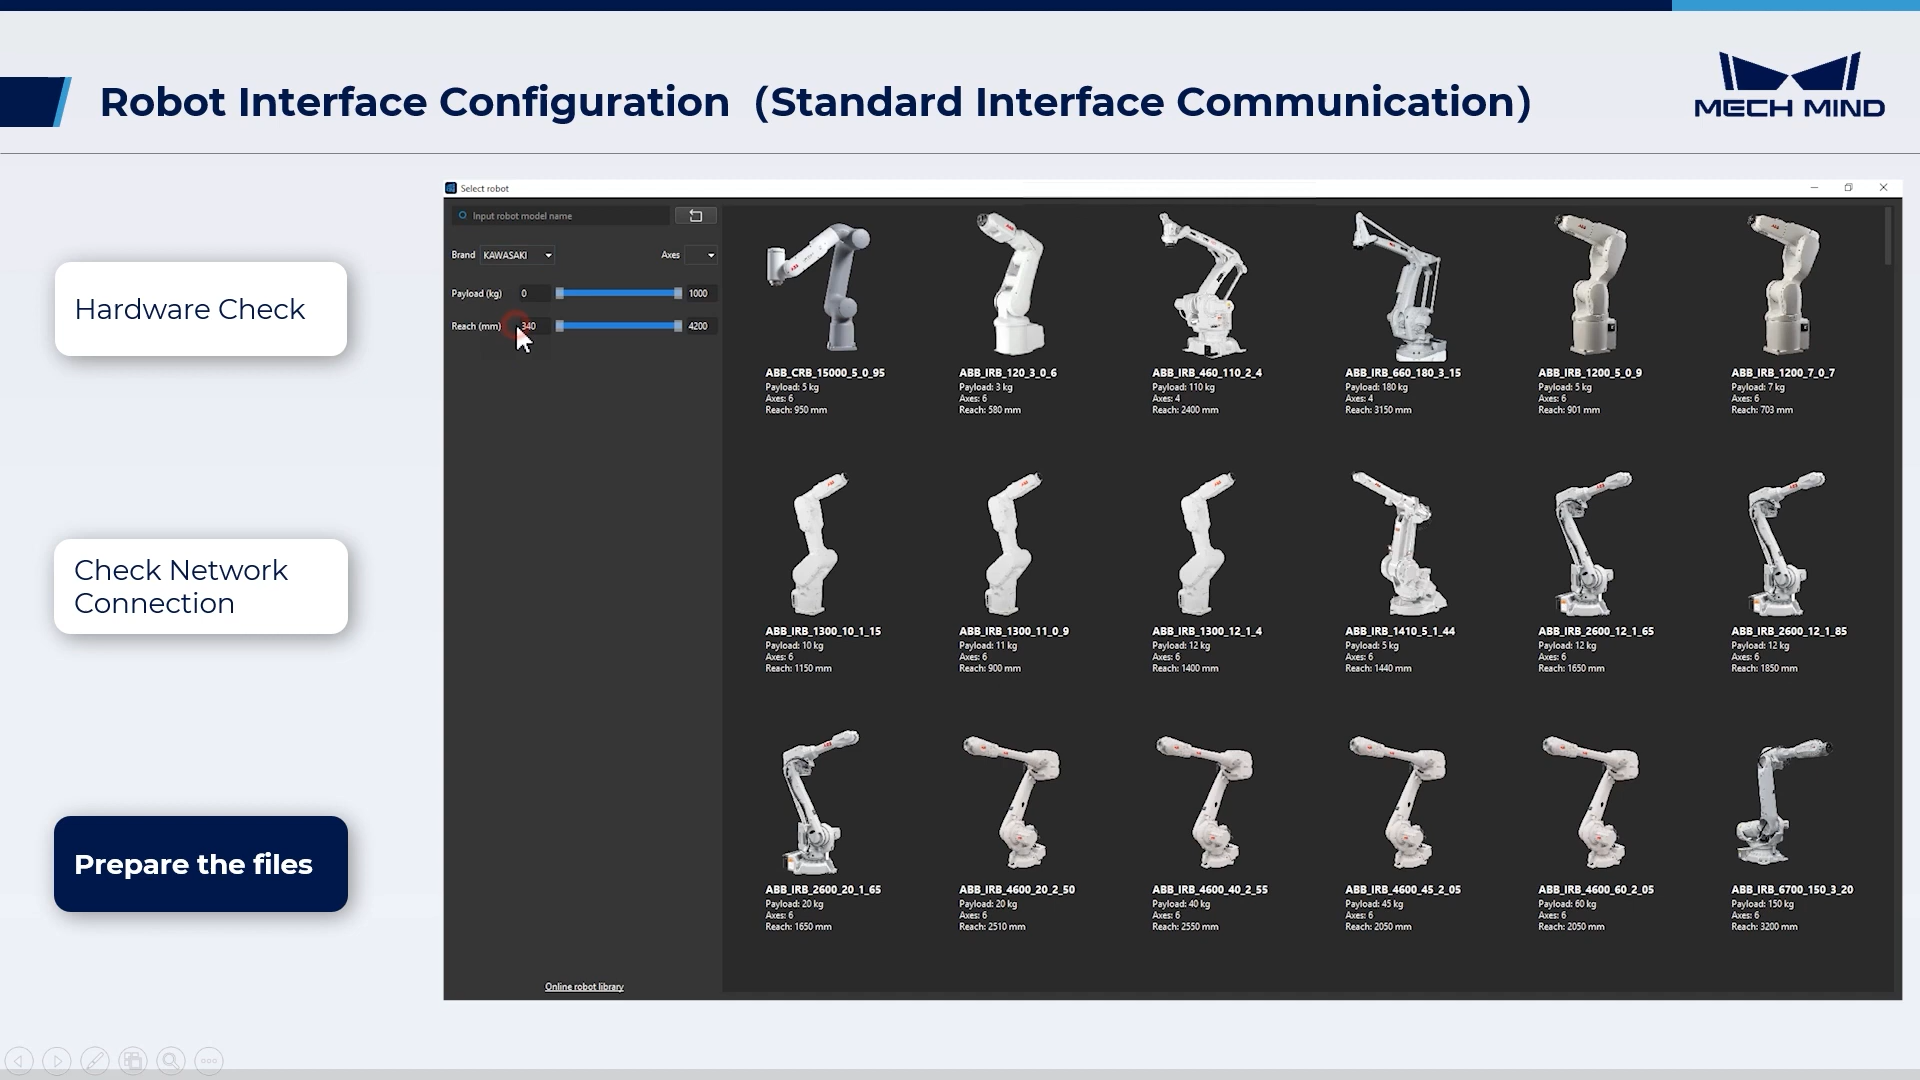 Robot Interface Configuration (Standard Interface Communication)
MECH MIND
Hardware Check
Check Network
Connection
Prepare the files
Select robot
Input robot model name
Brand KAWASAKI Axes
Payload (kg) 0 1000
Reach (mm) 340 4200
Online robot library
ABB_CRB_15000_5_0_95
Payload: 5 kg
Axes: 6
Reach: 950 mm
ABB_IRB_120_3_0_6
Payload: 3 kg
Axes: 6
Reach: 580 mm
ABB_IRB_460_110_2_4
Payload: 110 kg
Axes: 4
Reach: 2400 mm
ABB_IRB_660_180_3_15
Payload: 180 kg
Axes: 4
Reach: 3150 mm
ABB_IRB_1200_5_0_9
Payload: 5 kg
Axes: 6
Reach: 901 mm
ABB_IRB_1200_7_0_7
Payload: 7 kg
Axes: 6
Reach: 703 mm
ABB_IRB_1300_10_1_15
Payload: 10 kg
Axes: 6
Reach: 1150 mm
ABB_IRB_1300_11_0_9
Payload: 11 kg
Axes: 6
Reach: 900 mm
ABB_IRB_1300_12_1_4
Payload: 12 kg
Axes: 6
Reach: 1400 mm
ABB_IRB_1410_5_1_44
Payload: 5 kg
Axes: 6
Reach: 1440 mm
ABB_IRB_2600_12_1_65
Payload: 12 kg
Axes: 6
Reach: 1650 mm
ABB_IRB_2600_12_1_85
Payload: 12 kg
Axes: 6
Reach: 1850 mm
ABB_IRB_2600_20_1_65
Payload: 20 kg
Axes: 6
Reach: 1650 mm
ABB_IRB_4600_20_2_50
Payload: 20 kg
Axes: 6
Reach: 2510 mm
ABB_IRB_4600_40_2_55
Payload: 40 kg
Axes: 6
Reach: 2550 mm
ABB_IRB_4600_45_2_05
Payload: 45 kg
Axes: 6
Reach: 2050 mm
ABB_IRB_4600_60_2_05
Payload: 60 kg
Axes: 6
Reach: 2050 mm
ABB_IRB_6700_150_3_20
Payload: 150 kg
Axes: 6
Reach: 3200 mm